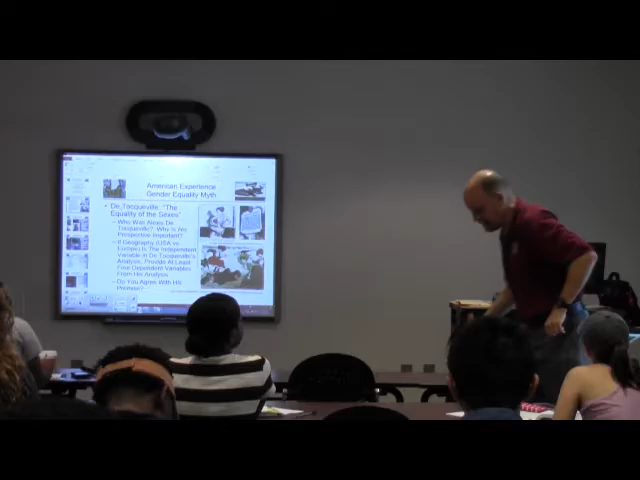 American Experience
Gender Equality Myth
• De Tocqueville: "The
Equality of the Sexes"
– Who Was Alexis De
Tocqueville? Why Is his
Perspective Important?
– If Geography (USA vs
Europe) Is The Independent
Variable in De Tocqueville's
Analysis, Provide At Least
Four Dependent Variables
From His Analysis
– Do You Agree With His
Premise?